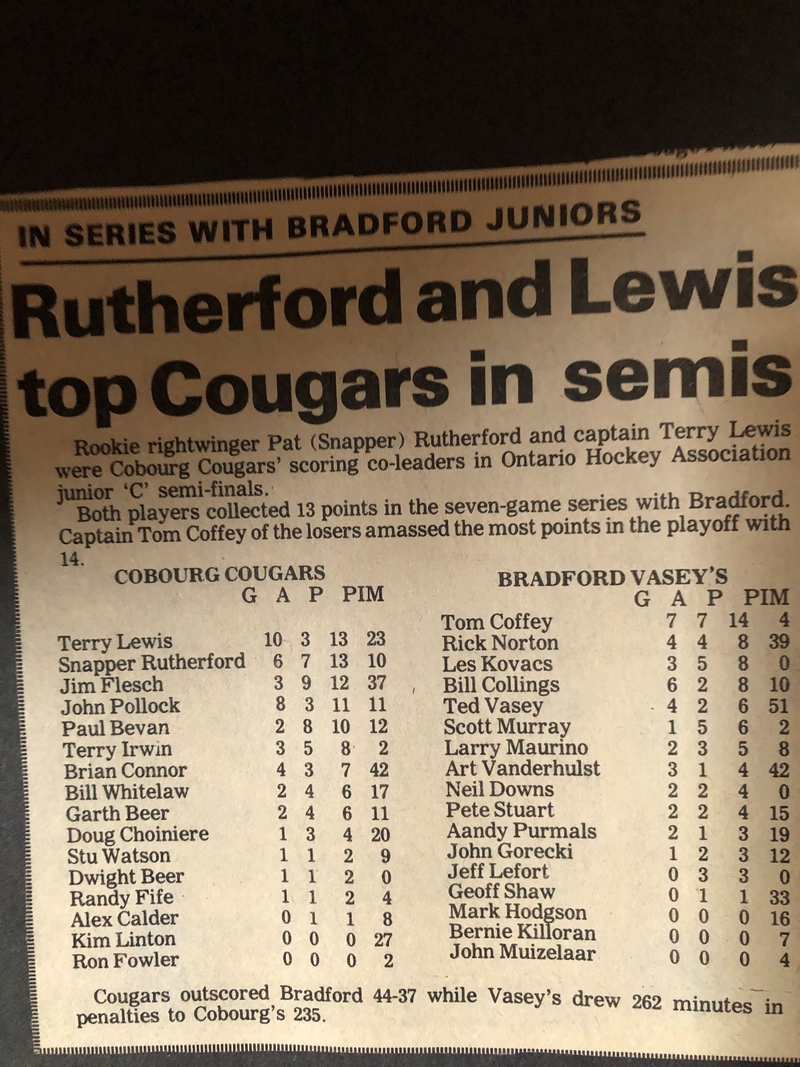 IN SERIES WITH BRADFORD JUNIORS
Rutherford and Lewis
top Cougars in semis
Rookie rightwinger Pat (Snapper) Rutherford and captain Terry Lewis
were Cobourg Cougars' scoring co-leaders in Ontario Hockey Association
junior 'C' semi-finals.
Both players collected 13 points in the seven-game series with Bradford.
Captain Tom Coffey of the losers amassed the most points in the playoff with
14.
COBOURG COUGARS
G A P PIM
Terry Lewis 10 3 13 23
Snapper Rutherford 6 7 13 10
Jim Flesch 3 9 12 37
John Pollock 8 3 11 11
Paul Bevan 2 8 10 12
Terry Irwin 3 5 8 2
Brian Connor 4 3 7 42
Bill Whitelaw 2 4 6 17
Garth Beer 2 4 6 11
Doug Choiniere 1 3 4 20
Stu Watson 1 1 2 9
Dwight Beer 1 1 2 0
Randy Fife 1 1 2 4
Alex Calder 0 1 1 8
Kim Linton 0 0 0 27
Ron Fowler 0 0 0 2
BRADFORD VASEY'S
G A P PIM
Tom Coffey 7 7 14 4
Rick Norton 4 4 8 39
Les Kovacs 3 5 8 0
Bill Collings 6 2 8 10
Ted Vasey 4 2 6 51
Scott Murray 1 5 6 2
Larry Maurino 2 3 5 8
Art Vanderhulst 3 1 4 42
Neil Downs 2 2 4 0
Pete Stuart 2 2 4 15
Aandy Purmals 2 1 3 19
John Gorecki 1 2 3 12
Jeff Lefort 0 3 3 0
Geoff Shaw 0 1 1 33
Mark Hodgson 0 0 0 16
Bernie Killoran 0 0 0 7
John Muizelaar 0 0 0 4
Cougars outscored Bradford 44-37 while Vasey's drew 262 minutes in
penalties to Cobourg's 235.